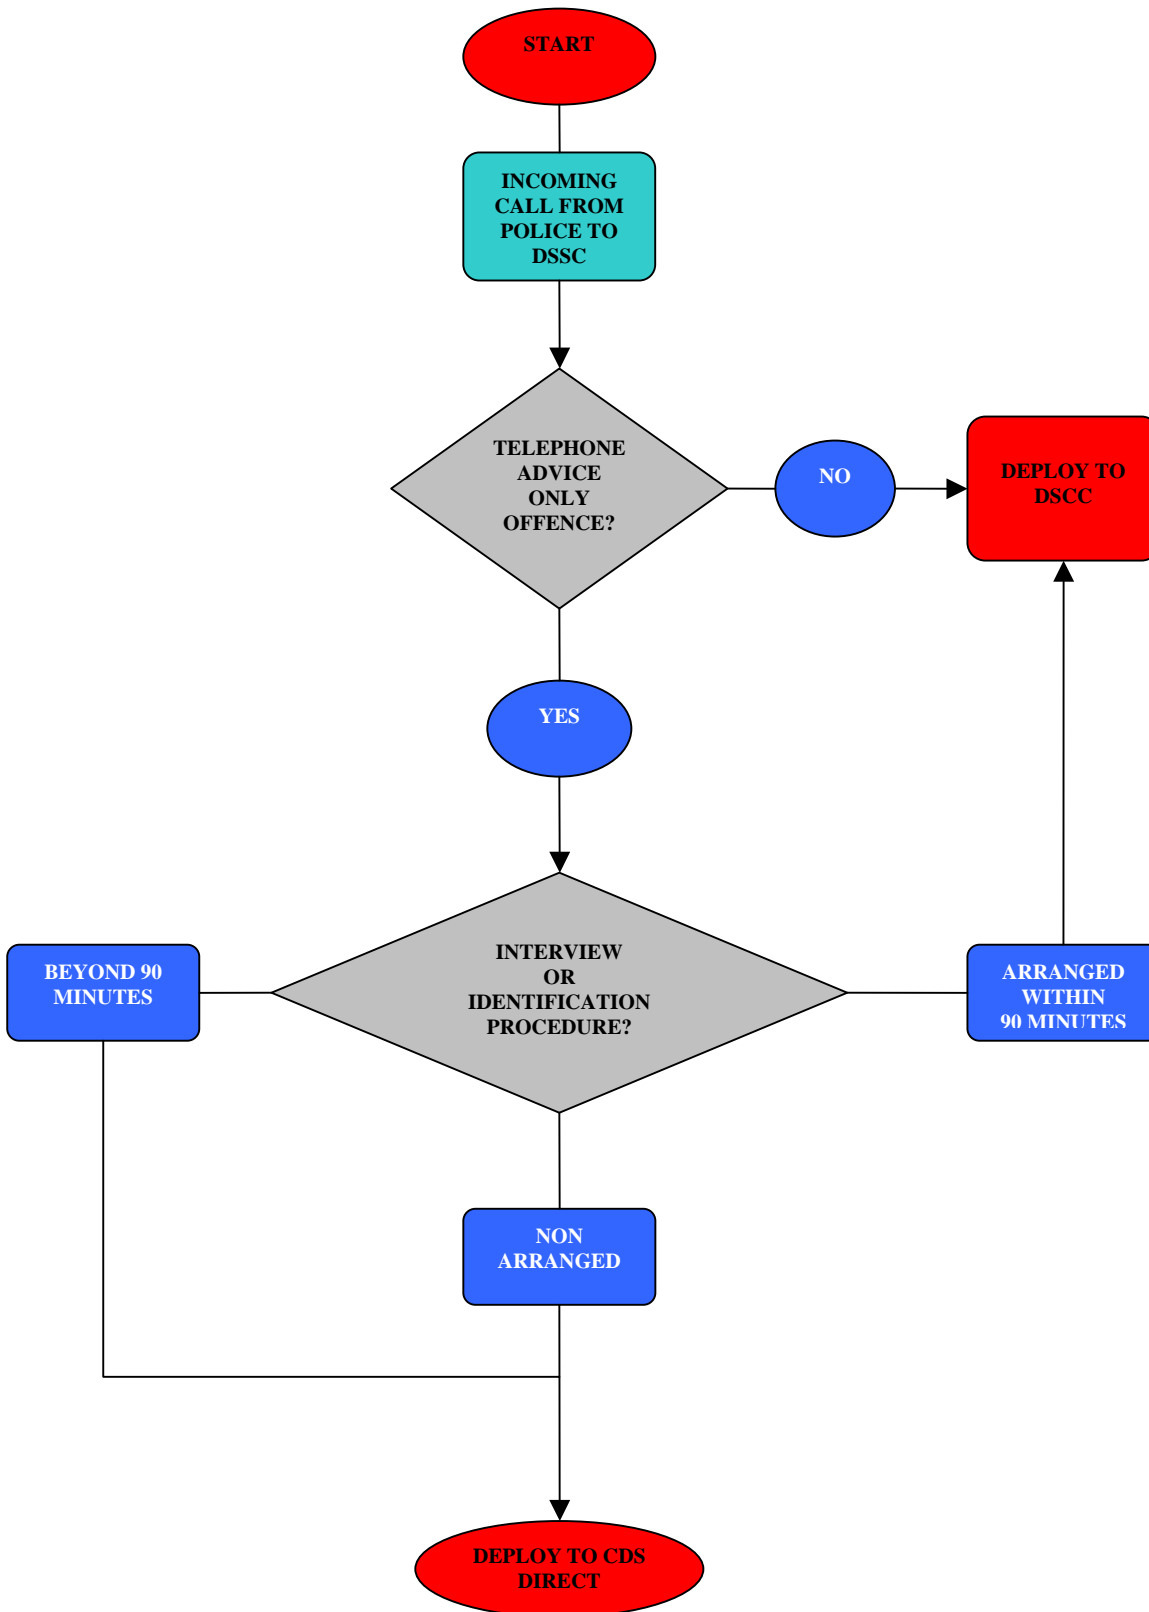 START
INCOMING
CALL FROM
POLICE TO
DSSC
TELEPHONE
ADVICE
ONLY
OFFENCE?
NO
DEPLOY TO
DSCC
YES
INTERVIEW
OR
IDENTIFICATION
PROCEDURE?
BEYOND 90
MINUTES
ARRANGED
WITHIN
90 MINUTES
NON
ARRANGED
DEPLOY TO CDS
DIRECT